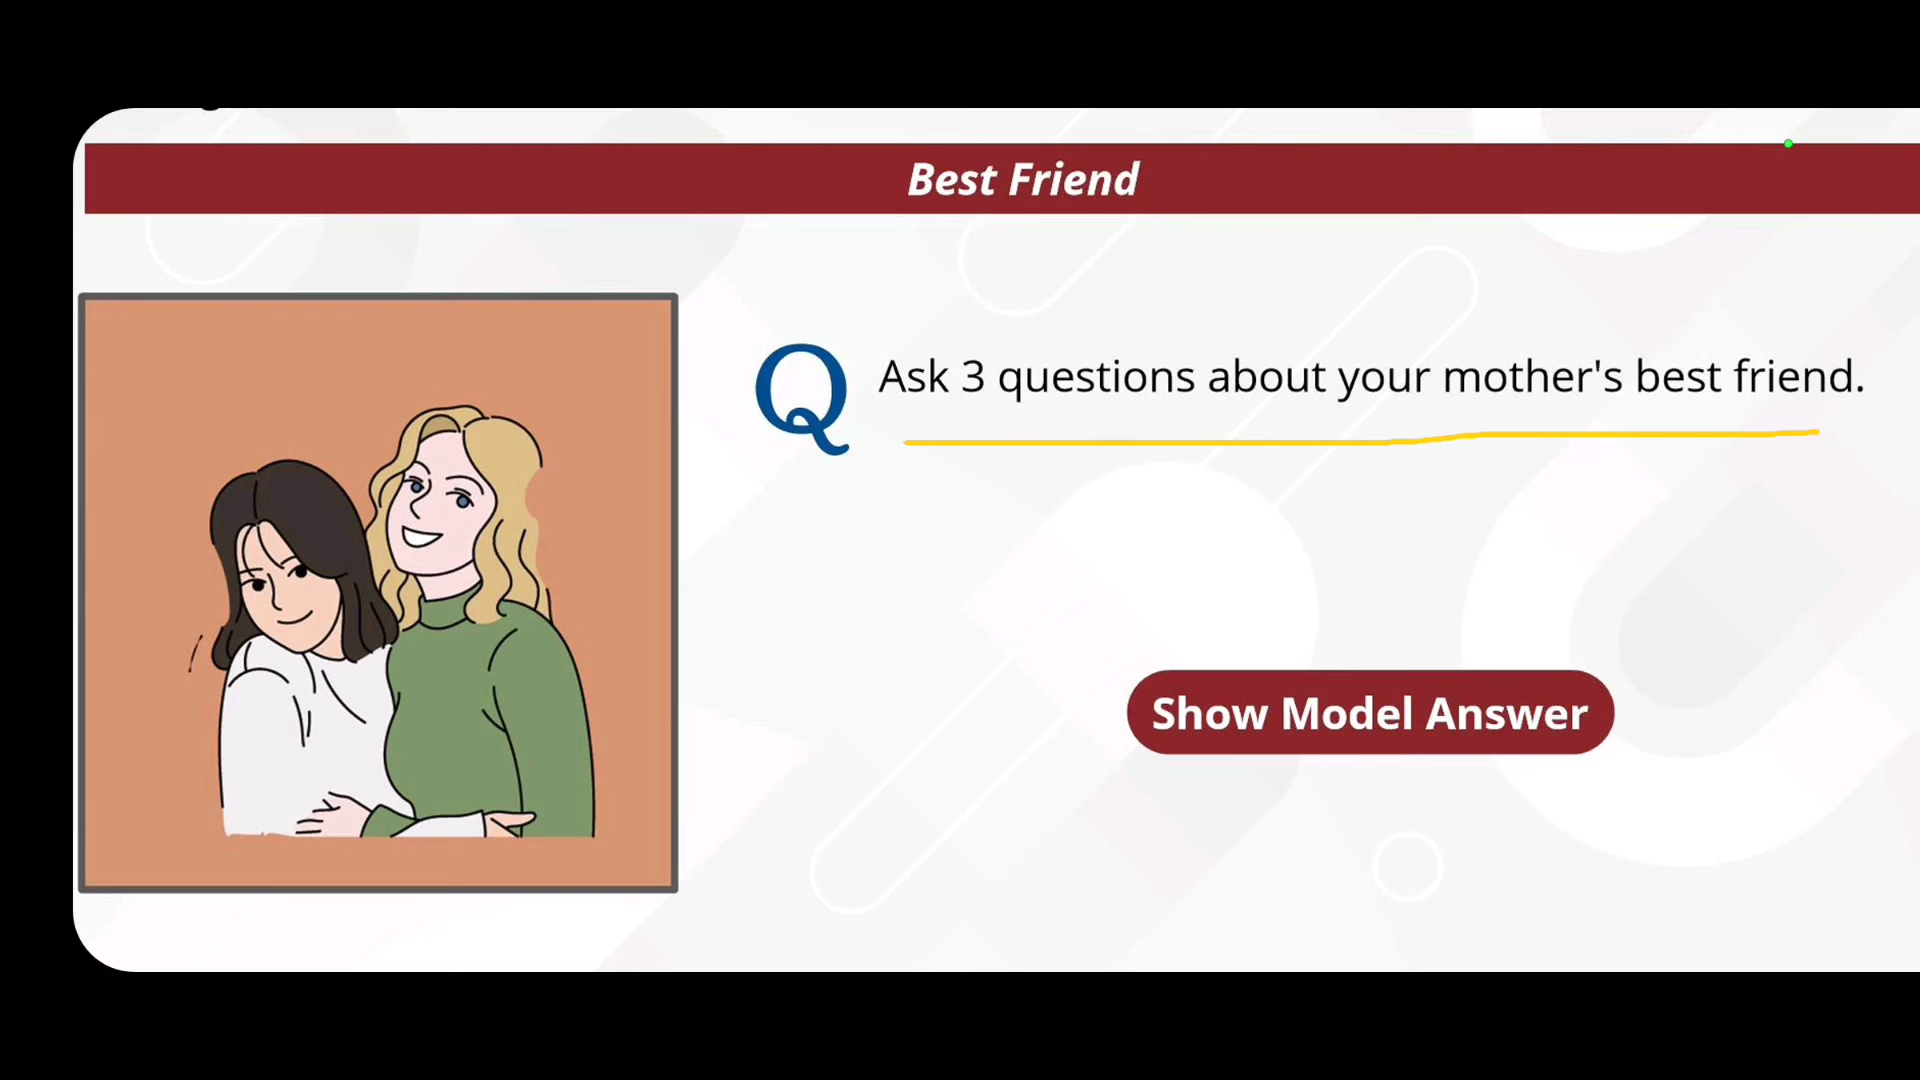 Best Friend
Q Ask 3 questions about your mother's best friend.
Show Model Answer